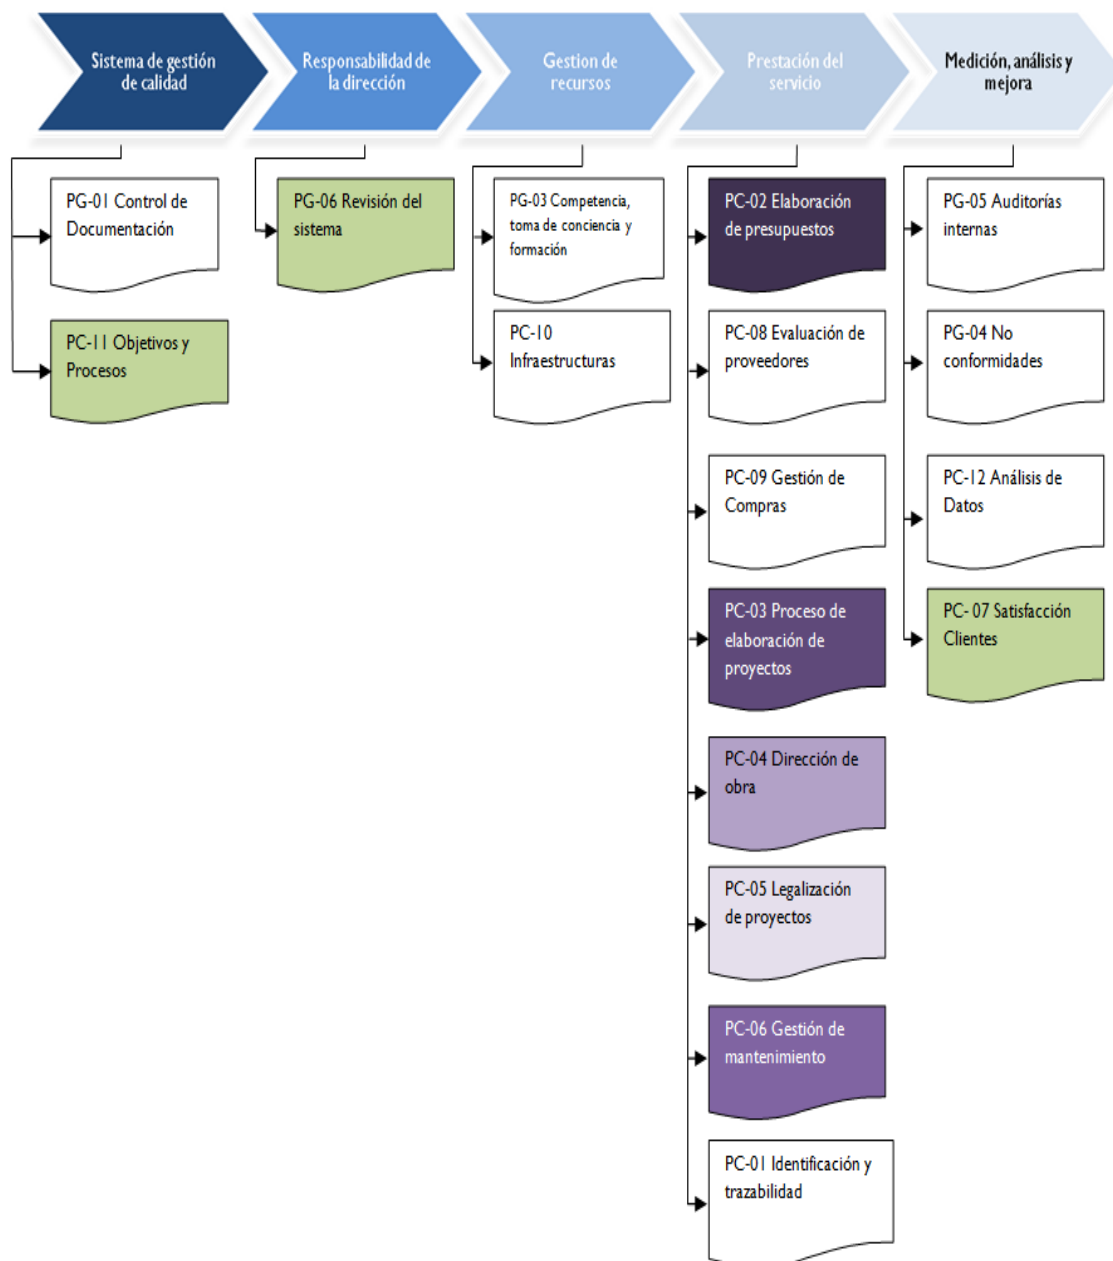 Sistema de gestión
de calidad
Responsabilidad de
la dirección
Gestion de
recursos
Prestación del
servicio
Medición, análisis y
mejora
PG-01 Control de
Documentación
PC-11 Objetivos y
Procesos
PG-06 Revisión del
sistema
PG-03 Competencia,
toma de conciencia y
formación
PC-10
Infraestructuras
PC-02 Elaboración
de presupuestos
PC-08 Evaluación de
proveedores
PC-09 Gestión de
Compras
PC-03 Proceso de
elaboración de
proyectos
PC-04 Dirección de
obra
PC-05 Legalización
de proyectos
PC-06 Gestión de
mantenimiento
PC-01 Identificación y
trazabilidad
PG-05 Auditorías
internas
PG-04 No
conformidades
PC-12 Análisis de
Datos
PC- 07 Satisfacción
Clientes